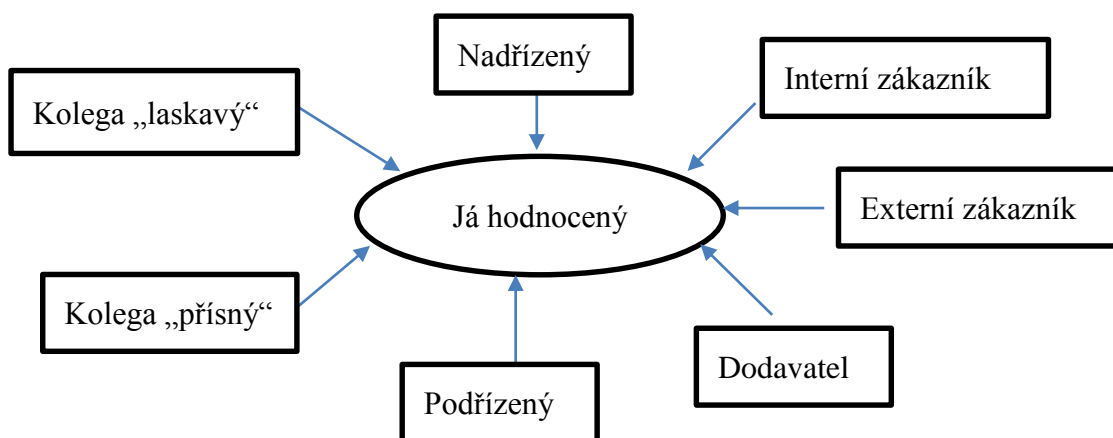 Nadřízený
Interní zákazník
Kolega „laskavý“
Já hodnocený
Externí zákazník
Kolega „přísný“
Dodavatel
Podřízený